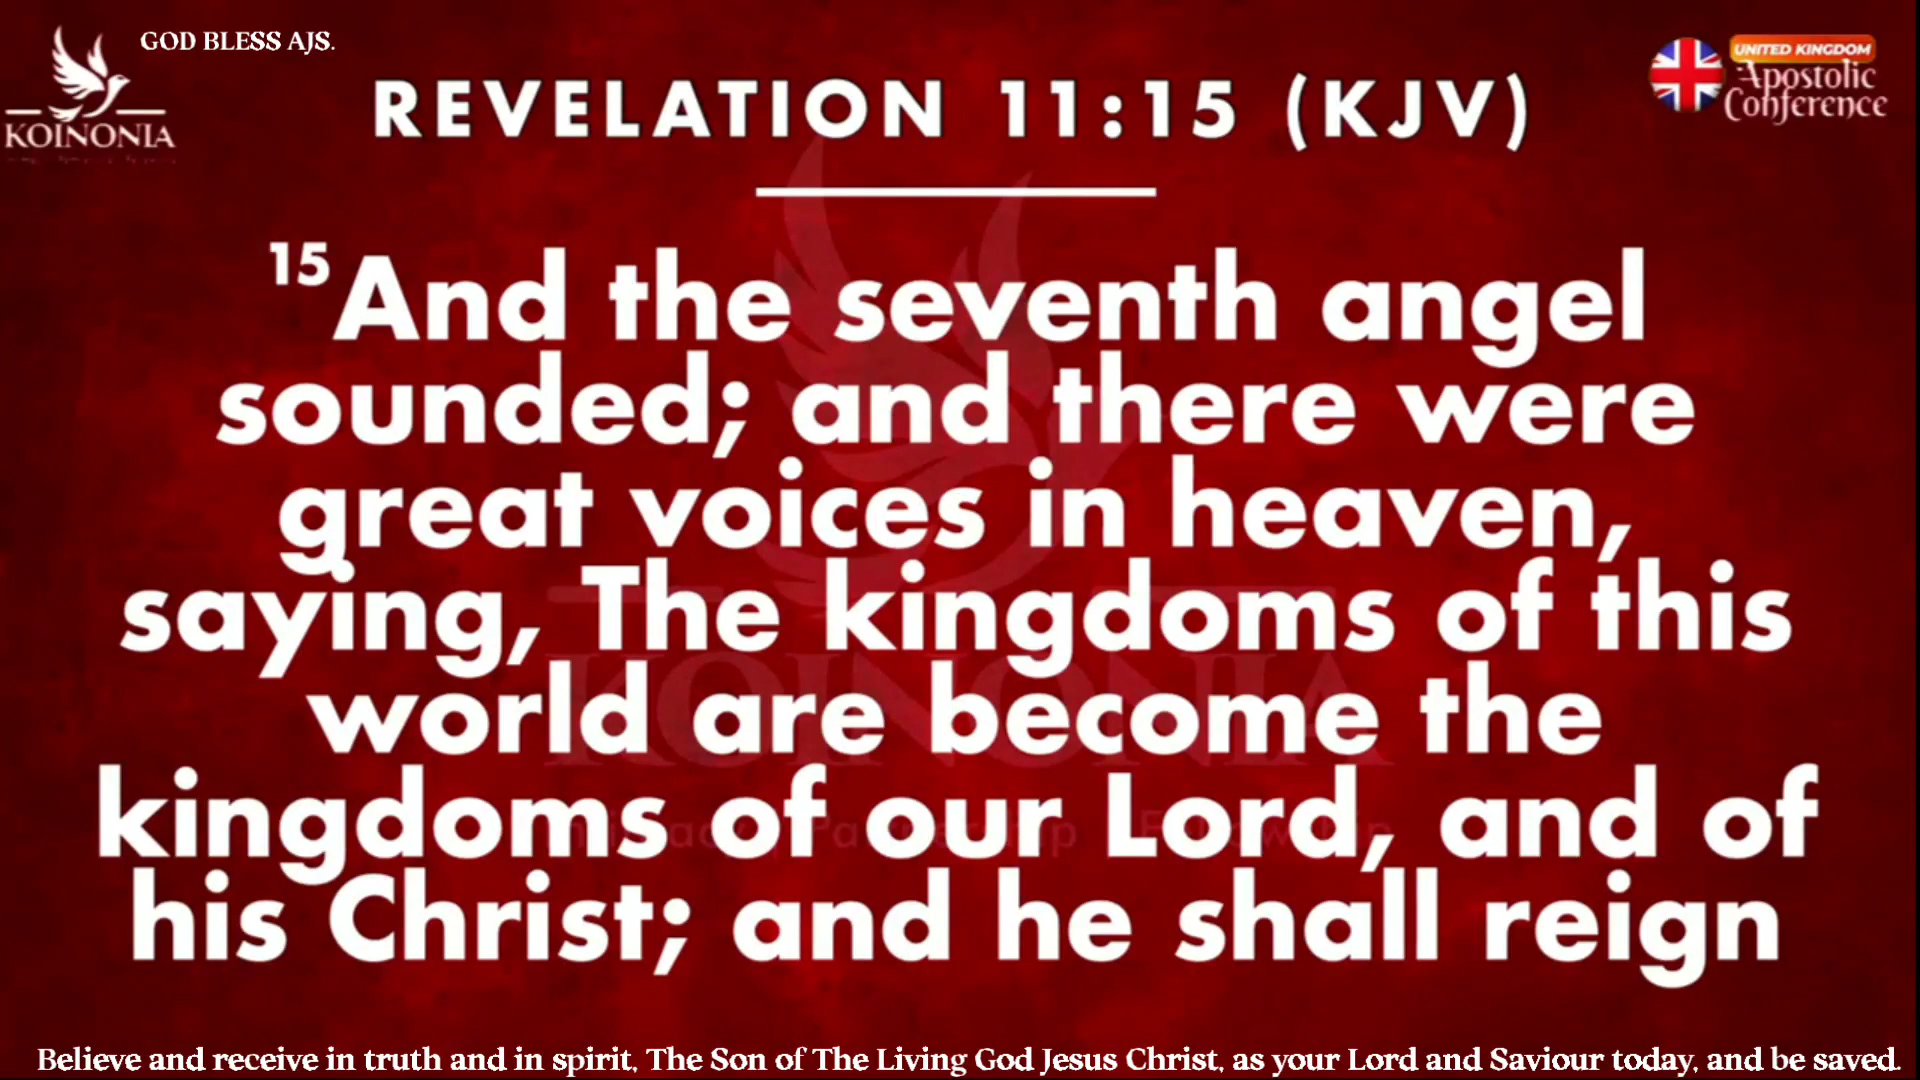 GOD BLESS AJS.
KOINONIA
UNITED KINGDOM
Apostolic
Conference
REVELATION 11:15 (KJV)
15 And the seventh angel
sounded; and there were
great voices in heaven,
saying, The kingdoms of this
world are become the
kingdoms of our Lord, and of
his Christ; and he shall reign
KOINONIA
Believe and receive in truth and in spirit, The Son of The Living God Jesus Christ, as your Lord and Saviour today, and be saved.